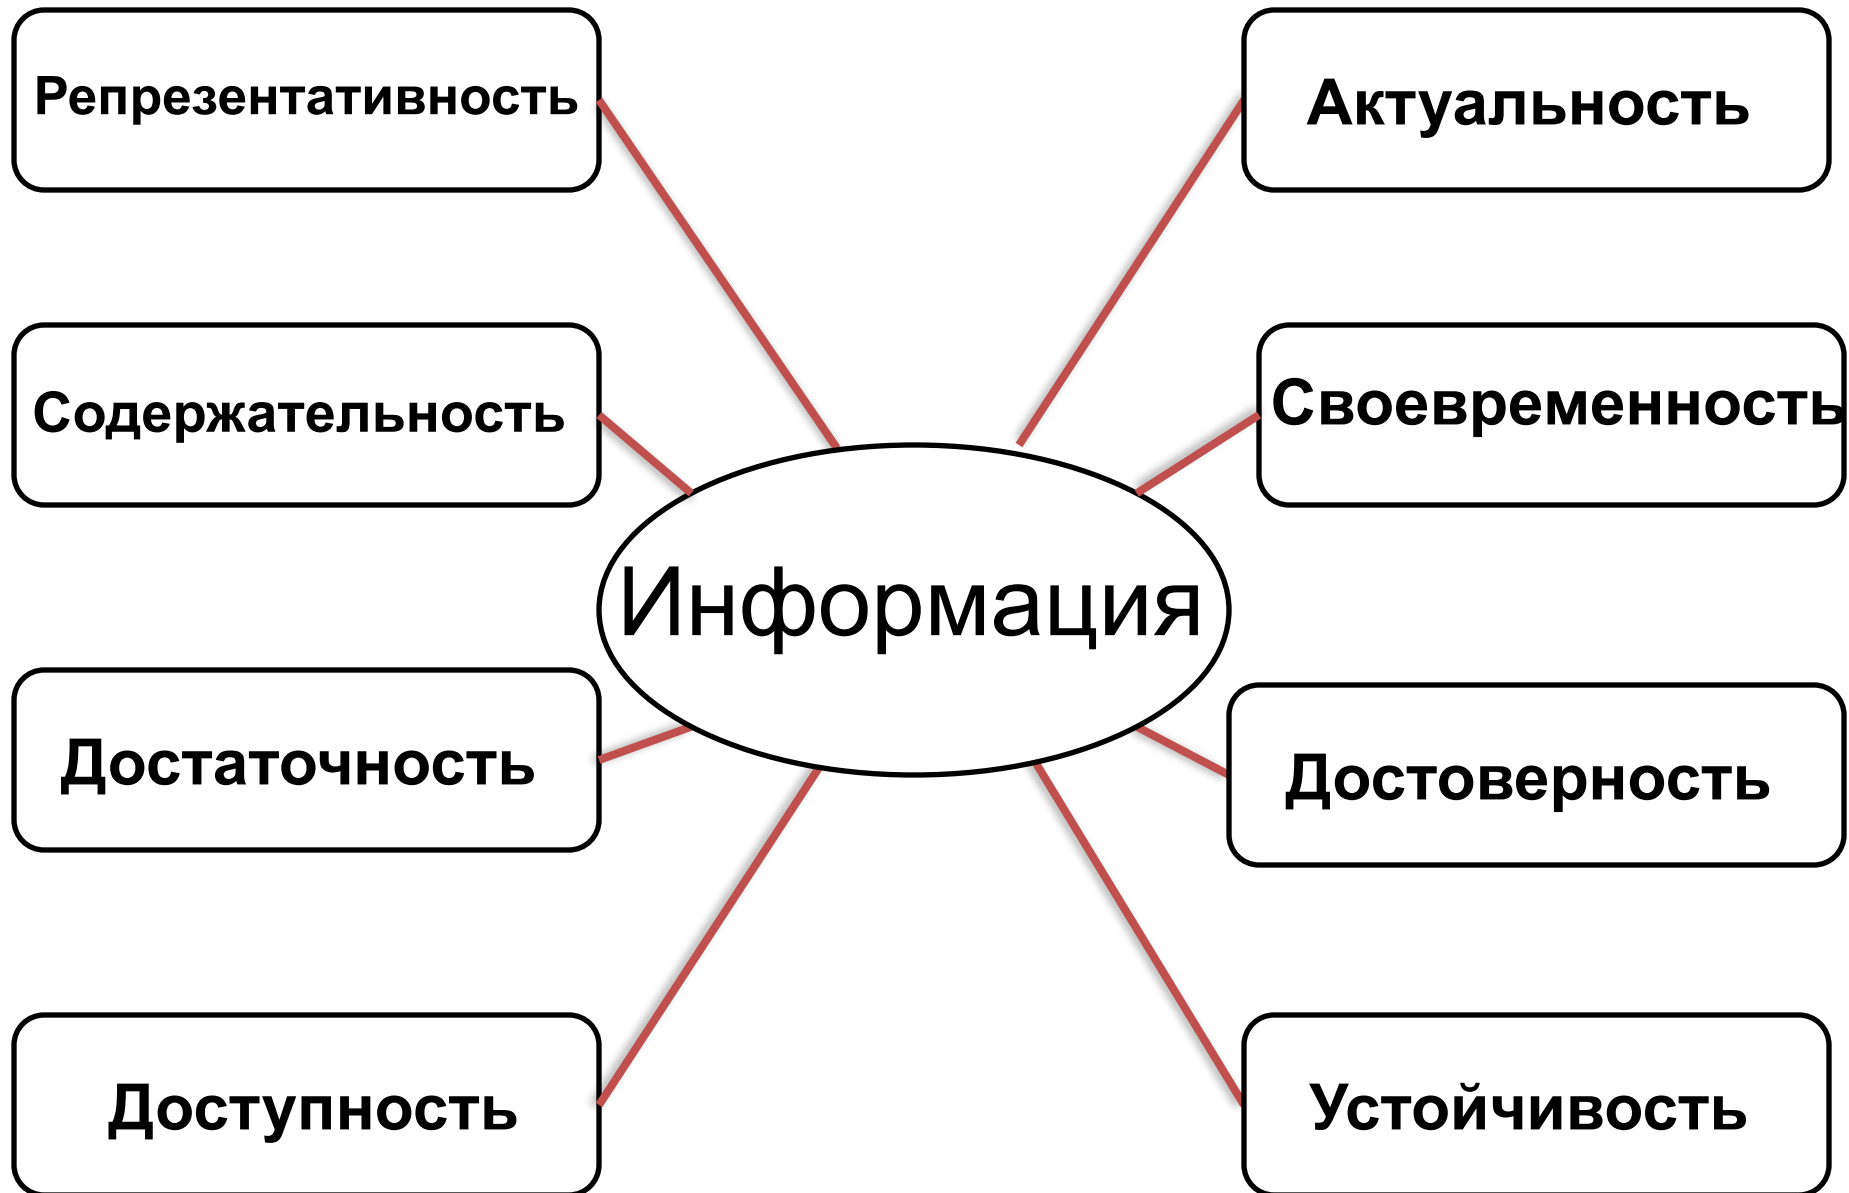 Репрезентативность
Актуальность
Содержательность
Своевременность
Информация
Достаточность
Достоверность
Доступность
Устойчивость